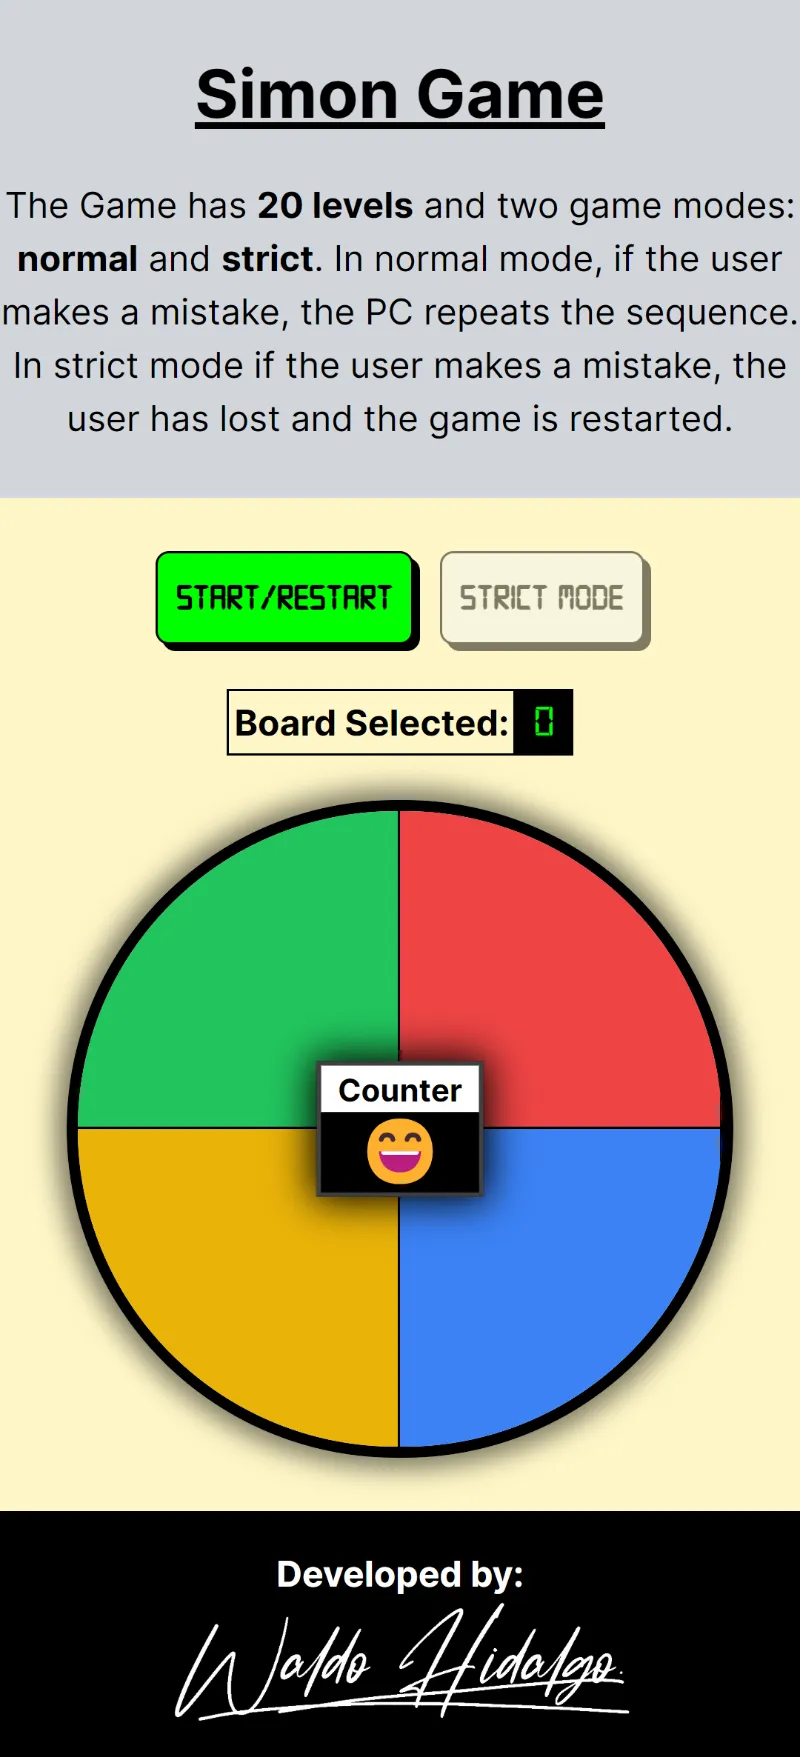 Simon Game
The Game has 20 levels and two game modes:
normal and strict. In normal mode, if the user
makes a mistake, the PC repeats the sequence.
In strict mode if the user makes a mistake, the
user has lost and the game is restarted.
START/RESTART
STRICT MODE
Board Selected: 0
Counter
Developed by:
Waldo Hidalgo.